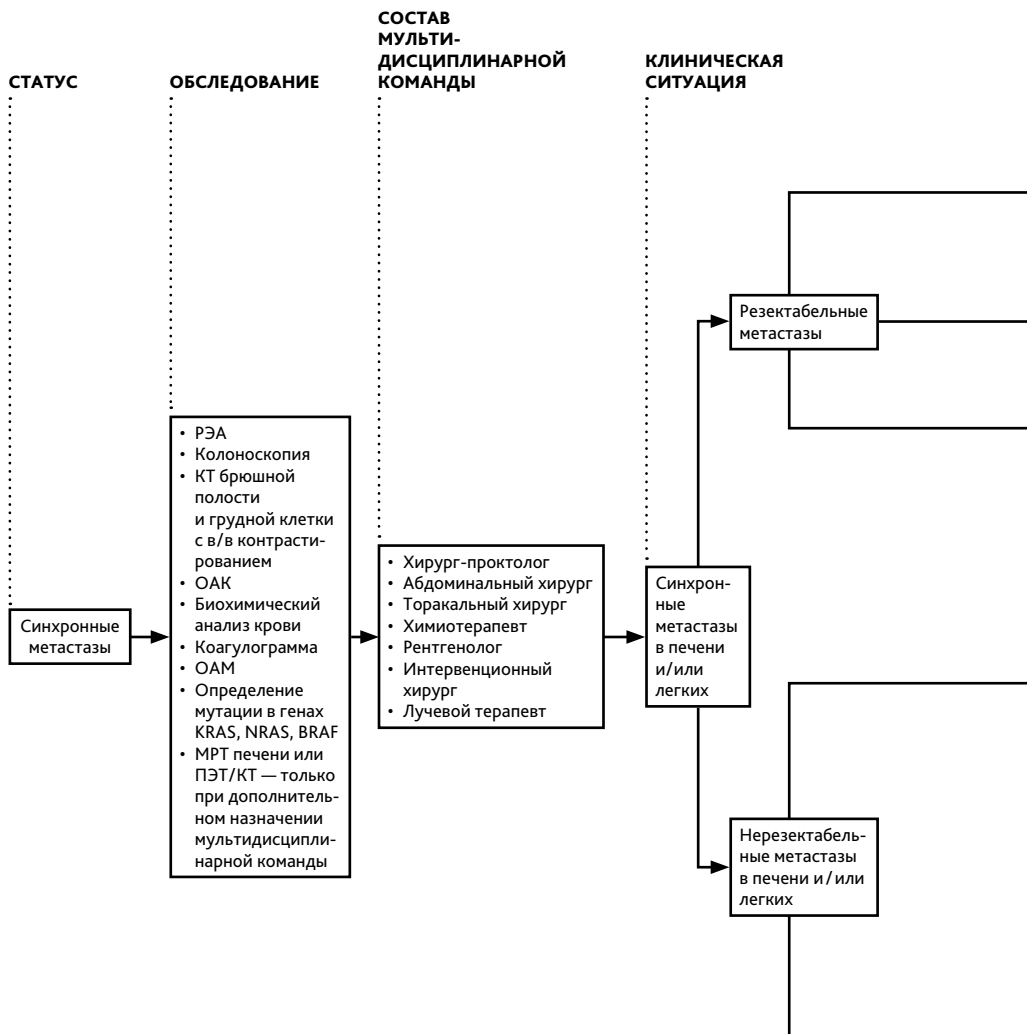 СТАТУС
ОБСЛЕДОВАНИЕ
СОСТАВ
МУЛЬТИ-
ДИСЦИПЛИНАРНОЙ
КОМАНДЫ
КЛИНИЧЕСКАЯ
СИТУАЦИЯ
Синхронные
метастазы
• РЭА
• Колоноскопия
• КТ брюшной
полости
и грудной клетки
с в/в контрасти-
рованием
• ОАК
• Биохимический
анализ крови
• Коагулограмма
• ОАМ
• Определение
мутации в генах
KRAS, NRAS, BRAF
• МРТ печени или
ПЭТ/КТ — только
при дополнитель-
ном назначении
мультидисципли-
нарной команды
• Хирург-проктолог
• Абдоминальный хирург
• Торакальный хирург
• Химиотерапевт
• Рентгенолог
• Интервенционный
хирург
• Лучевой терапевт
Синхрон-
ные
метастазы
в печени
и/или
легких
Резектабельные
метастазы
Нерезектабель-
ные метастазы
в печени и / или
легких